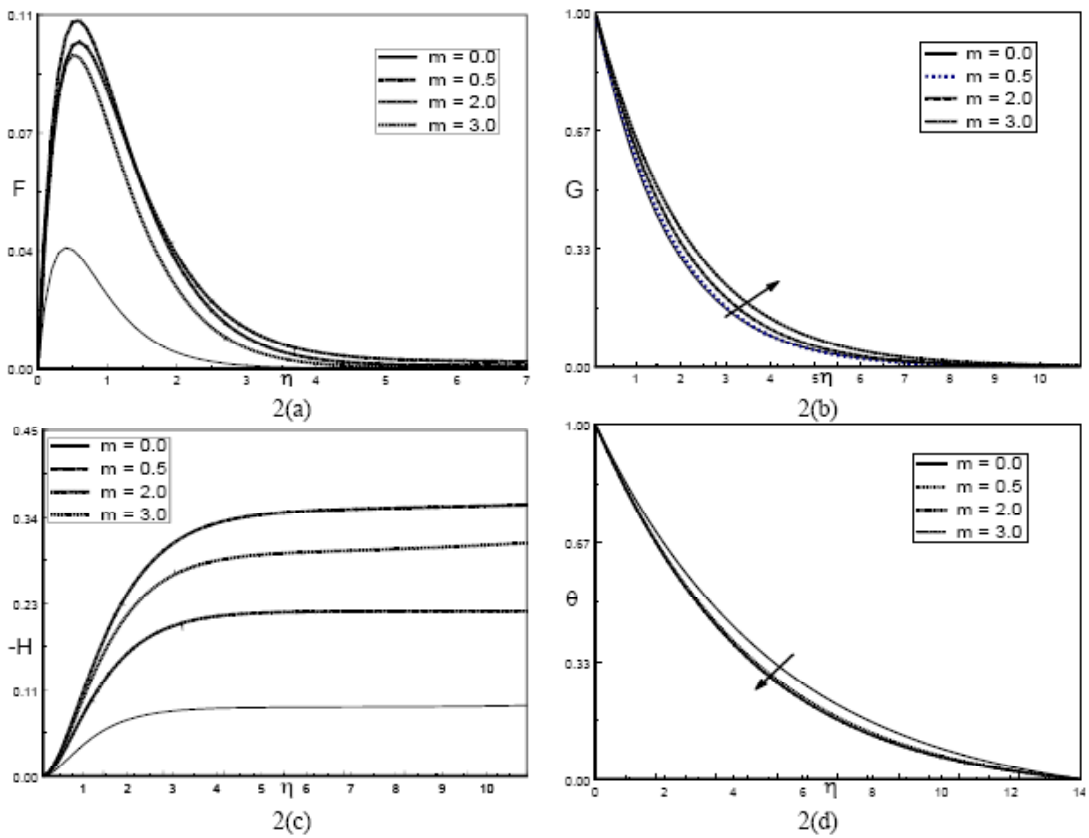 0.11
0.07
F
0.04
0.00
0 1 2 3 η 4 5 6 7
m = 0.0
m = 0.5
m = 2.0
m = 3.0
2(a)
1.00
0.67
G
0.33
0.00
1 2 3 4 5 η 6 7 8 9 10
m = 0.0
m = 0.5
m = 2.0
m = 3.0
2(b)
0.45
0.34
0.23
-H
0.11
0.00
1 2 3 4 5 η 6 7 8 9 10
m = 0.0
m = 0.5
m = 2.0
m = 3.0
2(c)
1.00
0.67
θ
0.33
0.00
0 2 4 η 6 8 10 12 14
m = 0.0
m = 0.5
m = 2.0
m = 3.0
2(d)